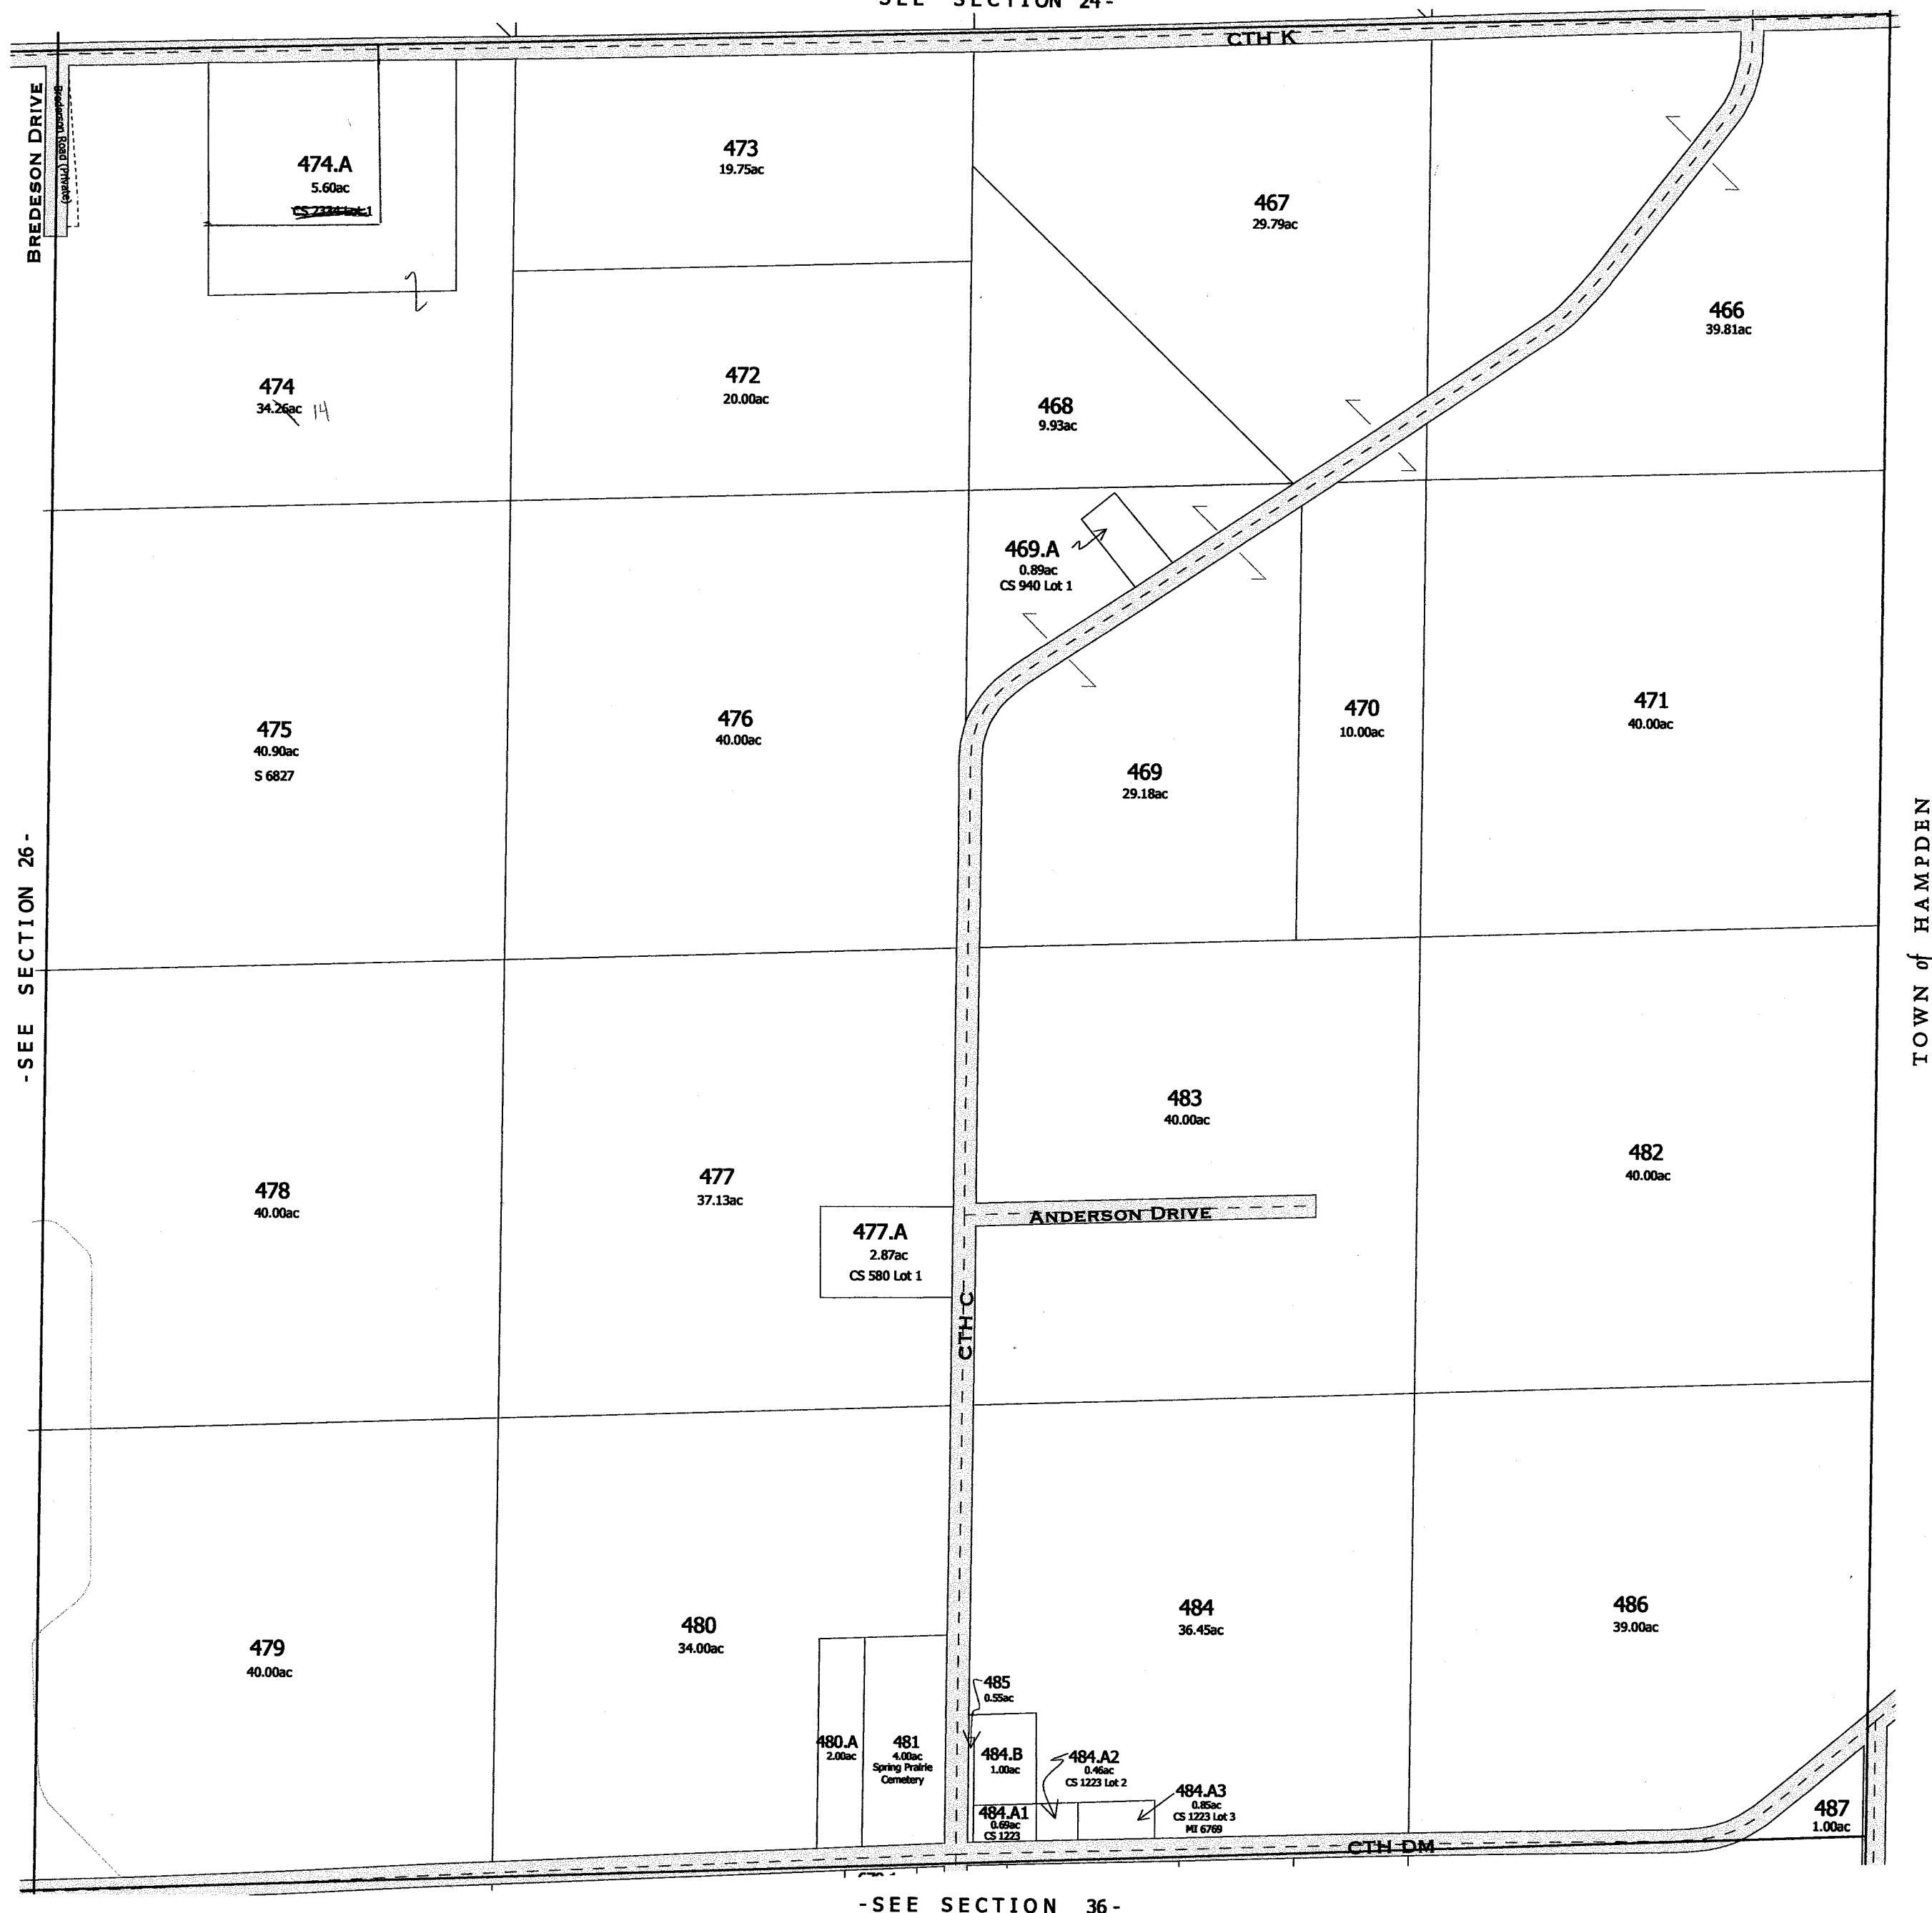 SEE SECTION 24-
CTH K
BREDESON DRIVE
Bredeson Road (Private)
474.A
5.60ac
CS 2334 Lot 1
2
473
19.75ac
467
29.79ac
466
39.81ac
474
34.26ac 14
472
20.00ac
468
9.93ac
469.A
0.89ac
CS 940 Lot 1
475
40.90ac
S 6827
476
40.00ac
469
29.18ac
470
10.00ac
471
40.00ac
-SEE SECTION 26-
TOWN of HAMPDEN
478
40.00ac
477
37.13ac
477.A
2.87ac
CS 580 Lot 1
483
40.00ac
ANDERSON DRIVE
482
40.00ac
CTH C
479
40.00ac
480
34.00ac
480.A
2.00ac
481
4.00ac
Spring Prairie
Cemetery
484
36.45ac
485
0.55ac
484.B
1.00ac
484.A1
0.69ac
CS 1223
484.A2
0.46ac
CS 1223 Lot 2
484.A3
0.85ac
CS 1223 Lot 3
MI 6769
486
39.00ac
487
1.00ac
CTH DM
-SEE SECTION 36-